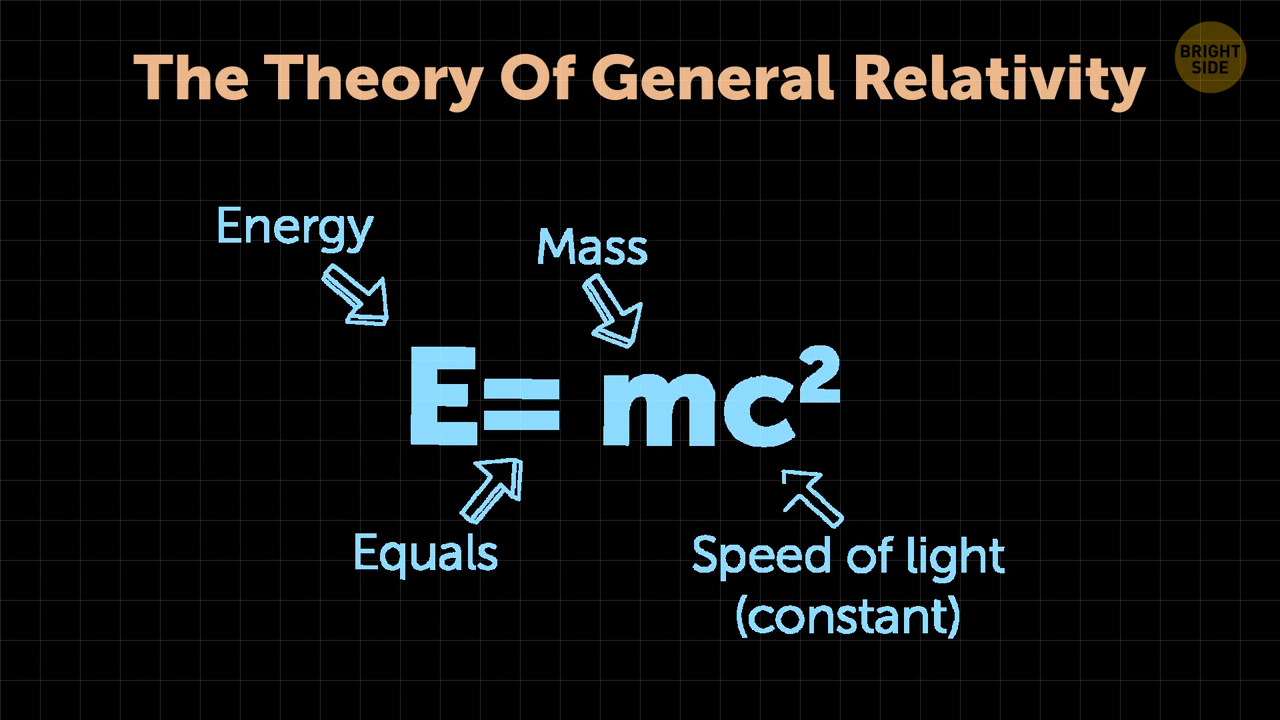 The Theory Of General Relativity
BRIGHT
SIDE
Energy
Mass
E= mc²
Equals
Speed of light
(constant)